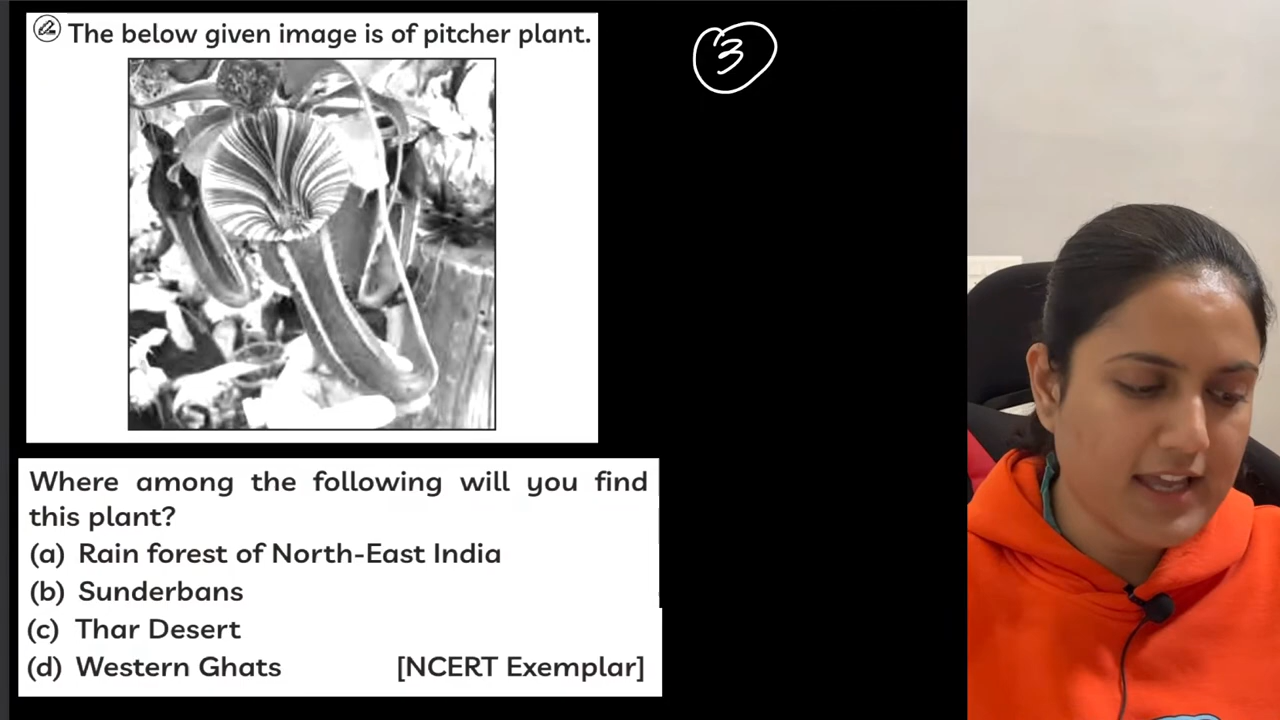 The below given image is of pitcher plant.
3
Where among the following will you find
this plant?
(a) Rain forest of North-East India
(b) Sunderbans
(c) Thar Desert
(d) Western Ghats [NCERT Exemplar]